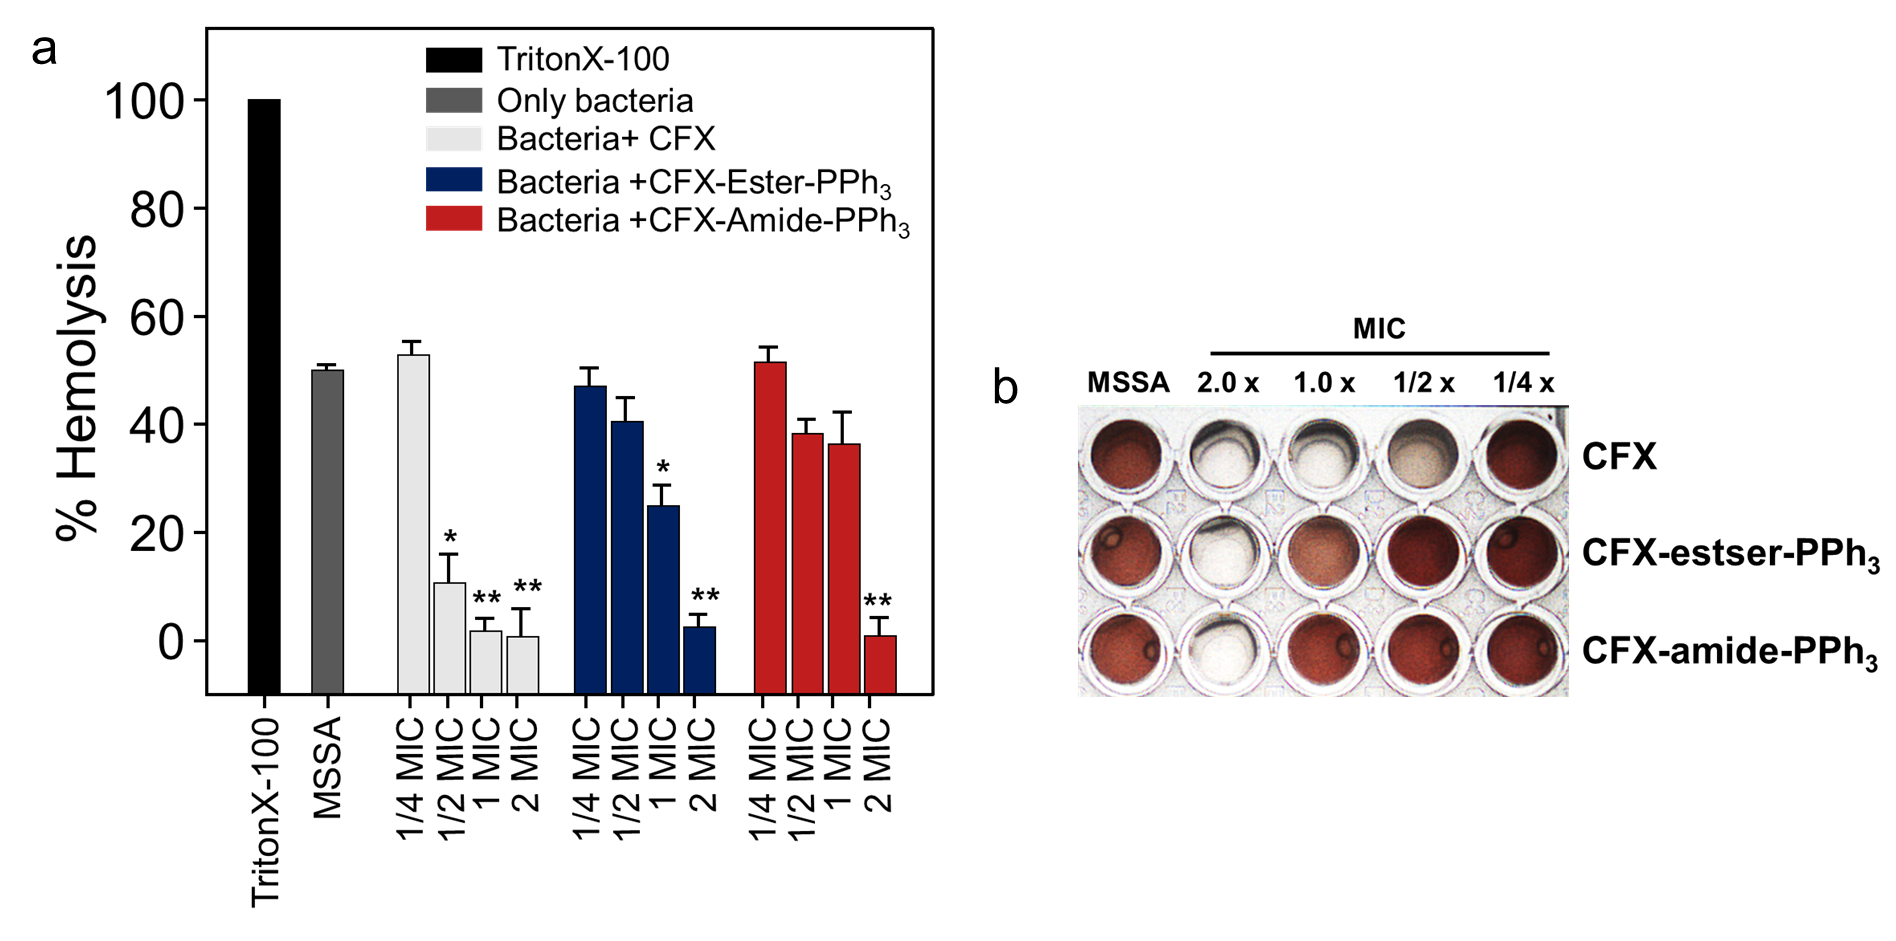 a
TritonX-100
Only bacteria
Bacteria+ CFX
Bacteria +CFX-Ester-PPh₃
Bacteria +CFX-Amide-PPh₃
% Hemolysis
100
80
60
40
20
0
*
**
**
*
**
**
TritonX-100
MSSA
1/4 MIC
1/2 MIC
1 MIC
2 MIC
1/4 MIC
1/2 MIC
1 MIC
2 MIC
1/4 MIC
1/2 MIC
1 MIC
2 MIC
b
MIC
MSSA 2.0 x 1.0 x 1/2 x 1/4 x
CFX
CFX-estser-PPh₃
CFX-amide-PPh₃